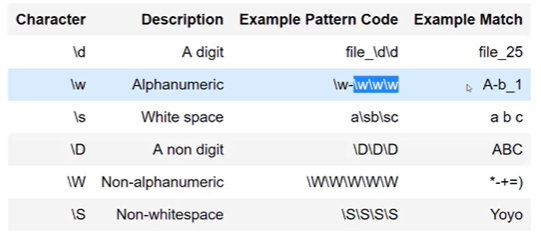 Character Description Example Pattern Code Example Match
\d A digit file_\d\d file_25
\w Alphanumeric \w-\w\w\w A-b_1
\s White space a\sb\sc a b c
\D A non digit \D\D\D ABC
\W Non-alphanumeric \W\W\W\W\W *-+=)
\S Non-whitespace \S\S\S\S Yoyo